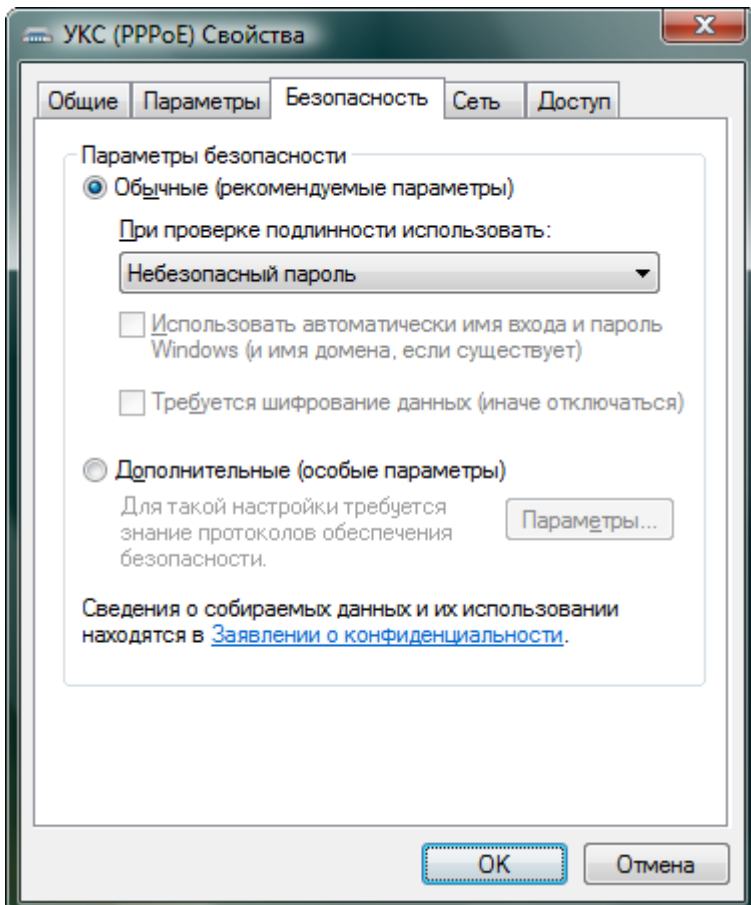 УКС (PPPoE) Свойства
Общие Параметры Безопасность Сеть Доступ
Параметры безопасности
Обычные (рекомендуемые параметры)
При проверке подлинности использовать:
Небезопасный пароль
Использовать автоматически имя входа и пароль
Windows (и имя домена, если существует)
Требуется шифрование данных (иначе отключаться)
Дополнительные (особые параметры)
Для такой настройки требуется
знание протоколов обеспечения
безопасности.
Параметры...
Сведения о собираемых данных и их использовании
находятся в Заявлении о конфиденциальности.
OK Отмена